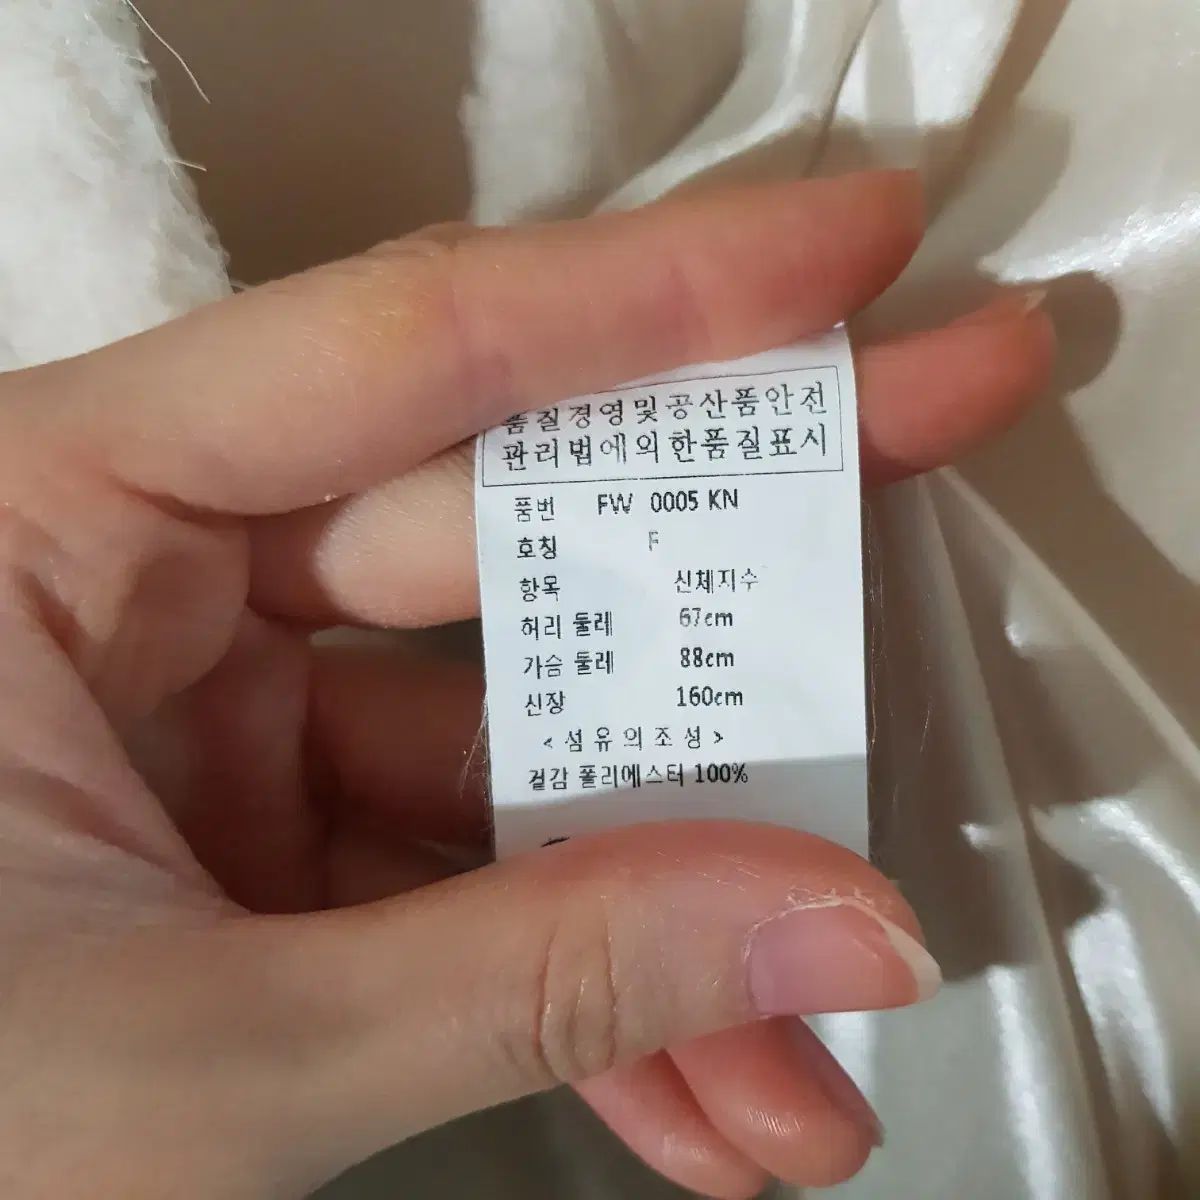 품질경영및공산품안전
관리법에의한품질표시
품번 FW 0005 KN
호칭 F
항목 신체지수
허리 둘레 67cm
가슴 둘레 88cm
신장 160cm
< 섬유의조성 >
겉감 폴리에스터 100%